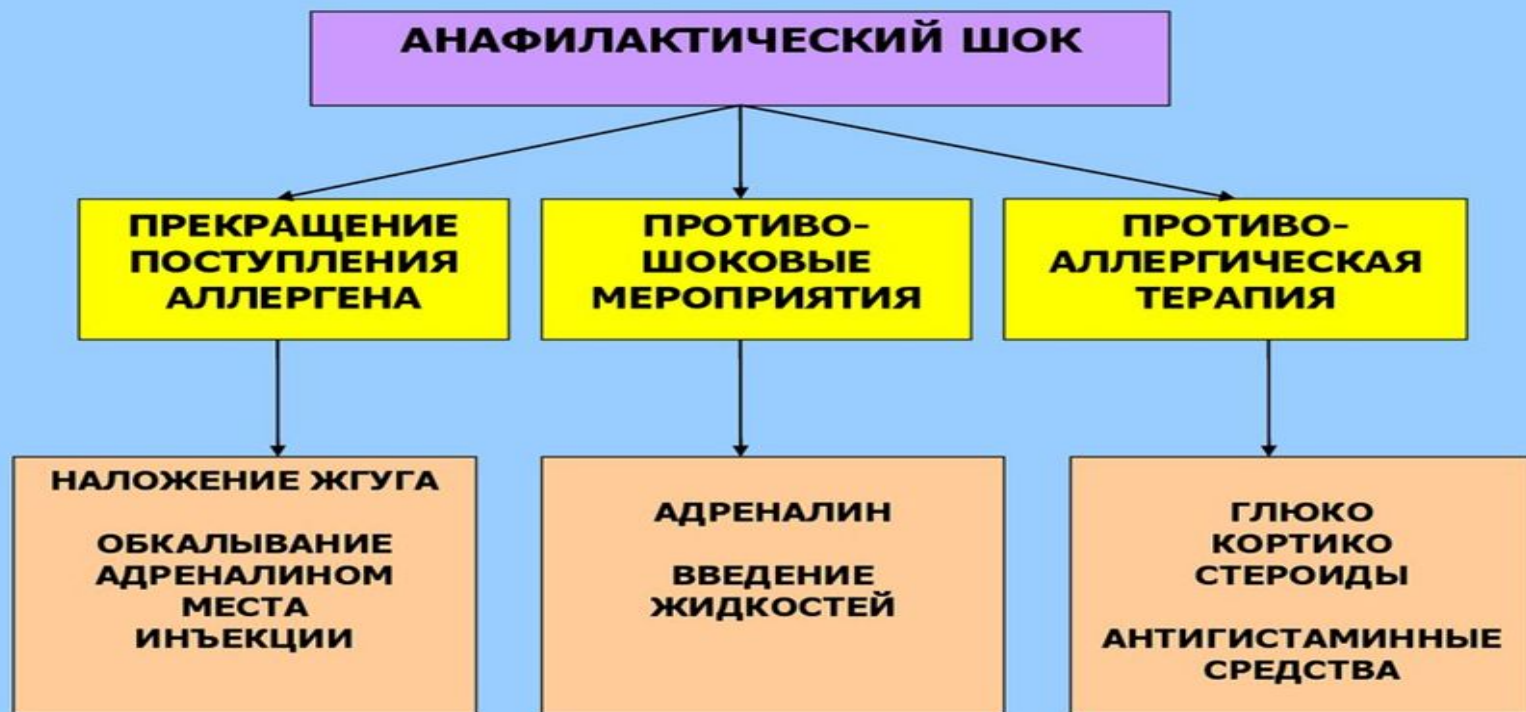 АНАФИЛАКТИЧЕСКИЙ ШОК
ПРЕКРАЩЕНИЕ
ПОСТУПЛЕНИЯ
АЛЛЕРГЕНА
ПРОТИВО-
ШОКОВЫЕ
МЕРОПРИЯТИЯ
ПРОТИВО-
АЛЛЕРГИЧЕСКАЯ
ТЕРАПИЯ
НАЛОЖЕНИЕ ЖГУГА
ОБКАЛЫВАНИЕ
АДРЕНАЛИНОМ
МЕСТА
ИНЪЕКЦИИ
АДРЕНАЛИН
ВВЕДЕНИЕ
ЖИДКОСТЕЙ
ГЛЮКО
КОРТИКО
СТЕРОИДЫ
АНТИГИСТАМИННЫЕ
СРЕДСТВА